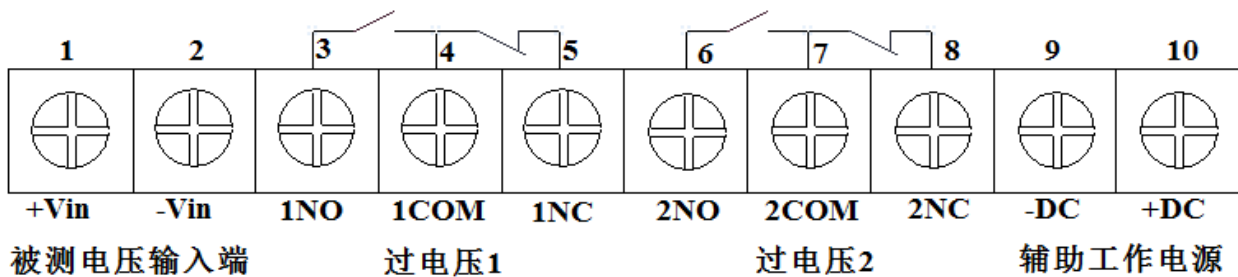 1 2 3 4 5 6 7 8 9 10
+Vin -Vin 1NO 1COM 1NC 2NO 2COM 2NC -DC +DC
被测电压输入端 过电压1 过电压2 辅助工作电源